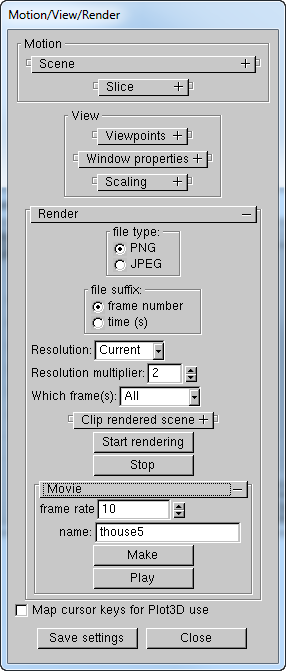 Motion/View/Render
Motion
Scene +
Slice +
View
Viewpoints +
Window properties +
Scaling +
Render –
file type:
PNG
JPEG
file suffix:
frame number
time (s)
Resolution: Current
Resolution multiplier: 2
Which frame(s): All
Clip rendered scene +
Start rendering
Stop
Movie –
frame rate 10
name: thouse5
Make
Play
Map cursor keys for Plot3D use
Save settings Close